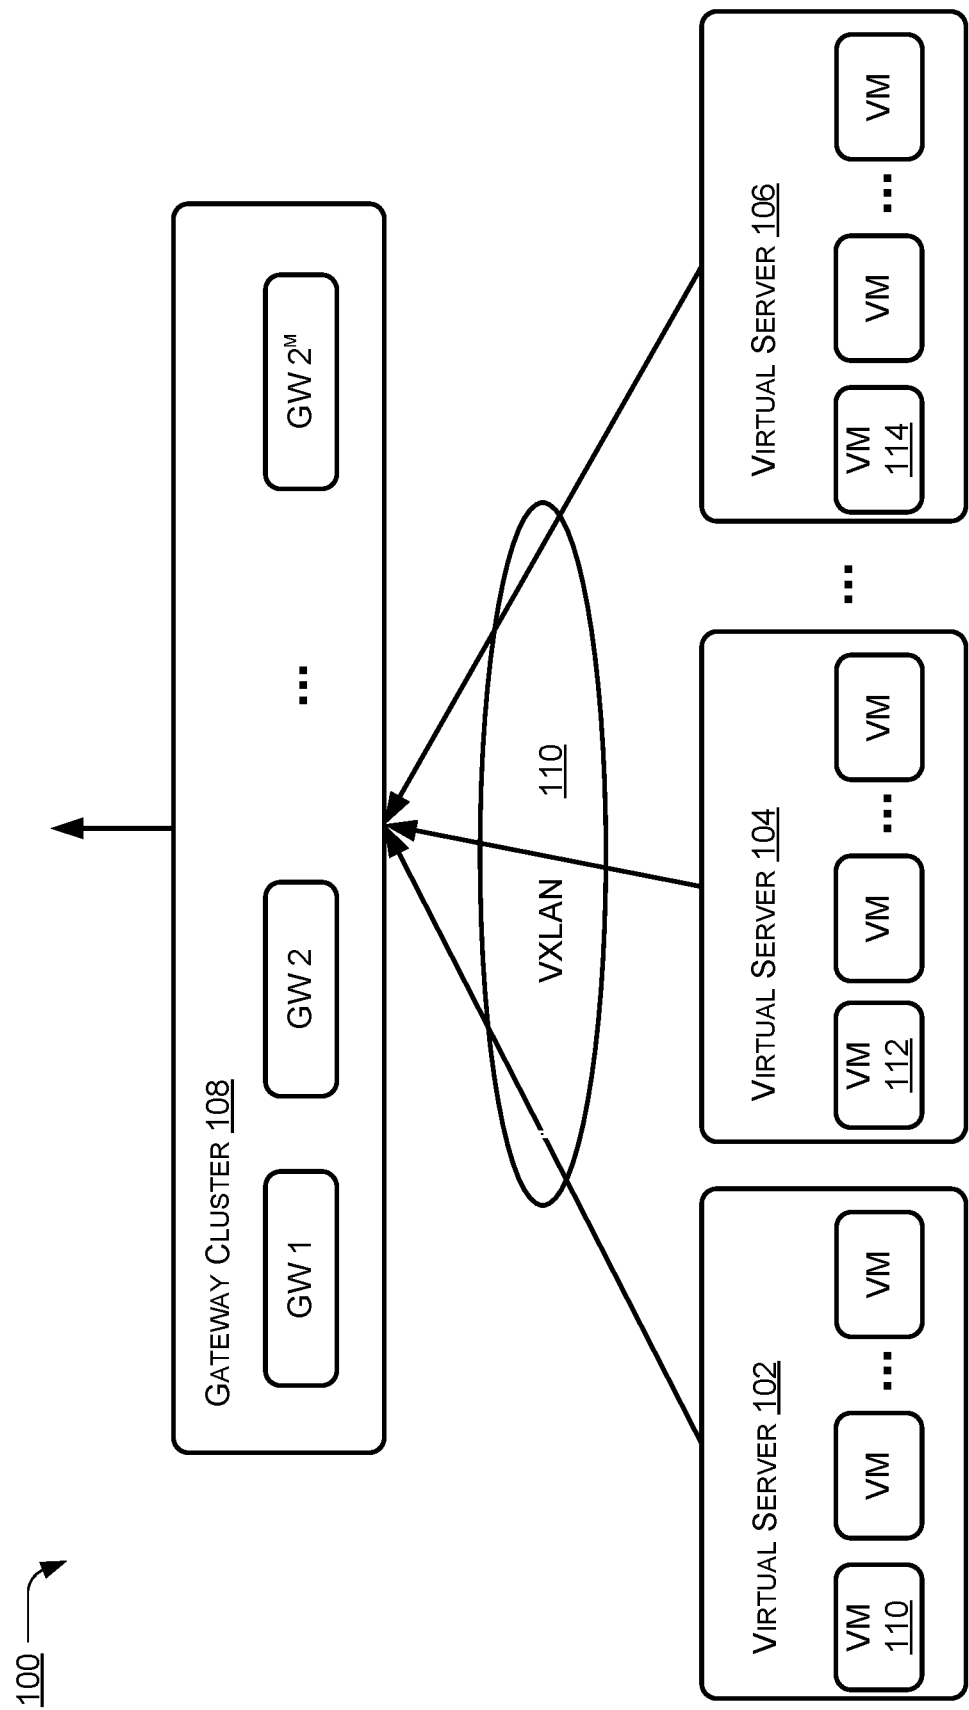 100
GATEWAY CLUSTER 108
GW 1
GW 2
...
GW 2ᴹ
VXLAN 110
VIRTUAL SERVER 102
VM
110
VM
...
VM
VIRTUAL SERVER 104
VM
112
VM
...
VM
...
VIRTUAL SERVER 106
VM
114
VM
...
VM